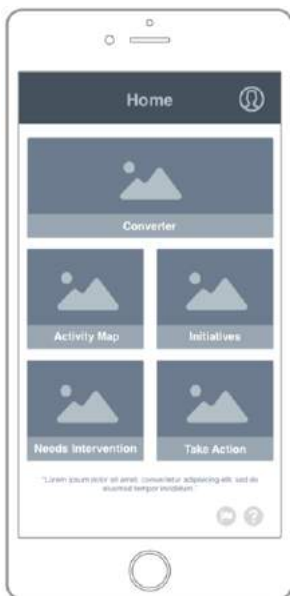 Home
Converter
Activity Map
Initiatives
Needs Intervention
Take Action
"Lorem ipsum dolor sit amet, consectetur adipiscing elit, sed do
eiusmod tempor incididunt."
?